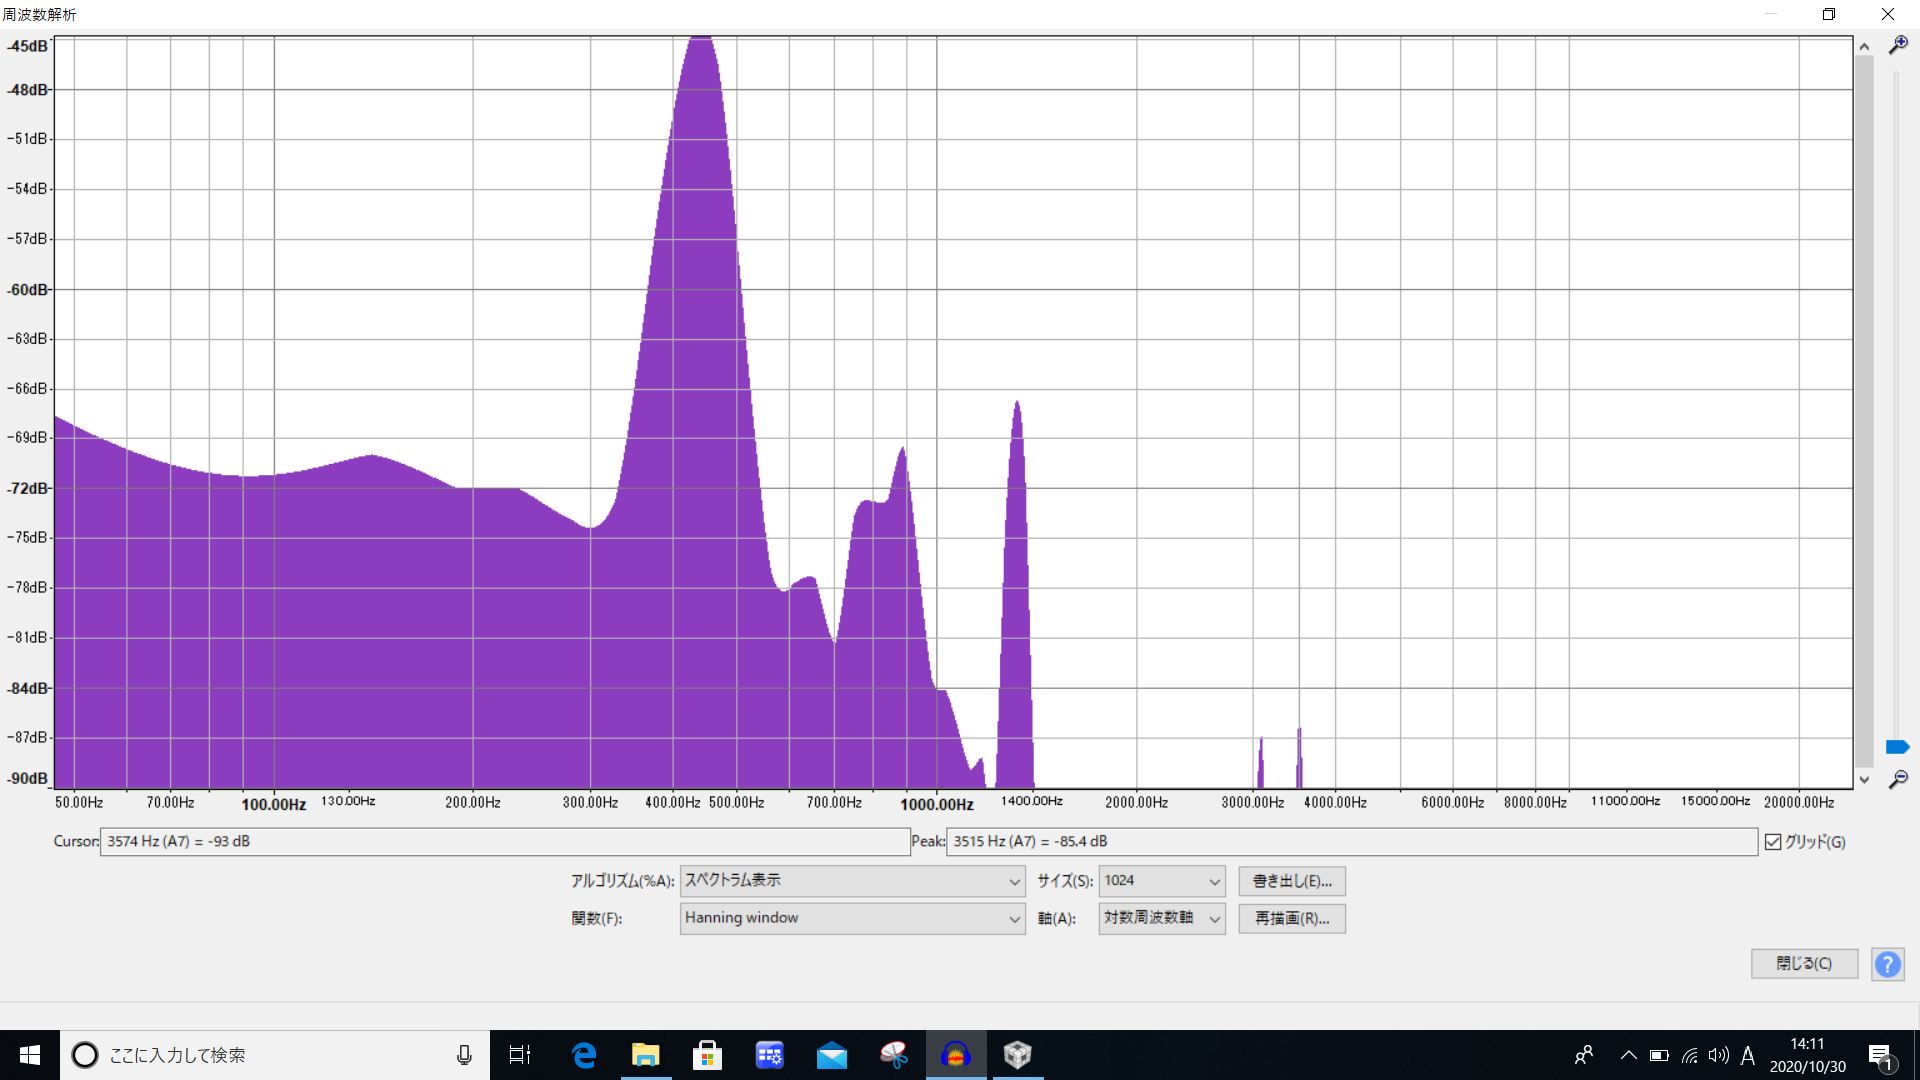 周波数解析
-45dB
-48dB
-51dB
-54dB
-57dB
-60dB
-63dB
-66dB
-69dB
-72dB
-75dB
-78dB
-81dB
-84dB
-87dB
-90dB
50.00Hz 70.00Hz 100.00Hz 130.00Hz 200.00Hz 300.00Hz 400.00Hz 500.00Hz 700.00Hz 1000.00Hz 1400.00Hz 2000.00Hz 3000.00Hz 4000.00Hz 6000.00Hz 8000.00Hz 11000.00Hz 15000.00Hz 20000.00Hz
Cursor: 3574 Hz (A7) = -93 dB Peak: 3515 Hz (A7) = -85.4 dB グリッド(G)
アルゴリズム(%A): スペクトラム表示 サイズ(S): 1024 書き出し(E)...
関数(F): Hanning window 軸(A): 対数周波数軸 再描画(R)...
閉じる(C) ?
ここに入力して検索 A 14:11
2020/10/30 1